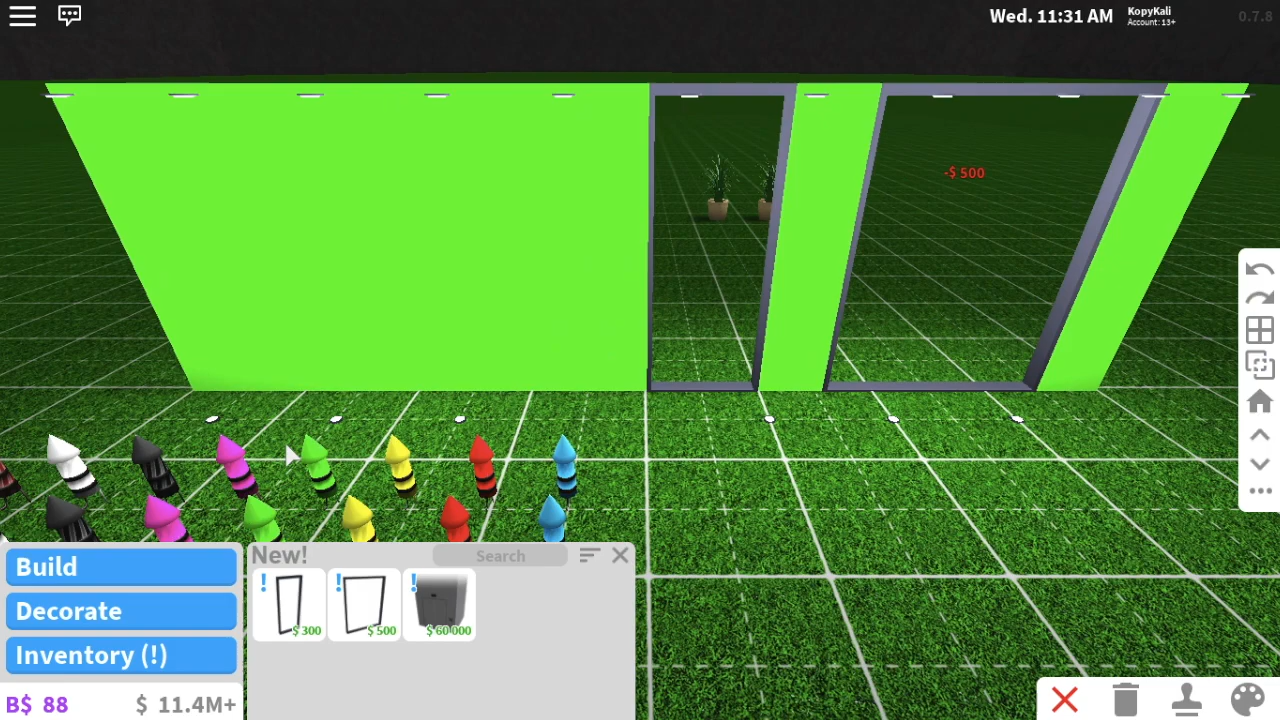 Wed. 11:31 AM
KopyKali
Account: 13+
0.7.8
-$ 500
New!
Search
! $ 300
! $ 500
! $ 60 000
Build
Decorate
Inventory (!)
B$ 88
$ 11.4M+